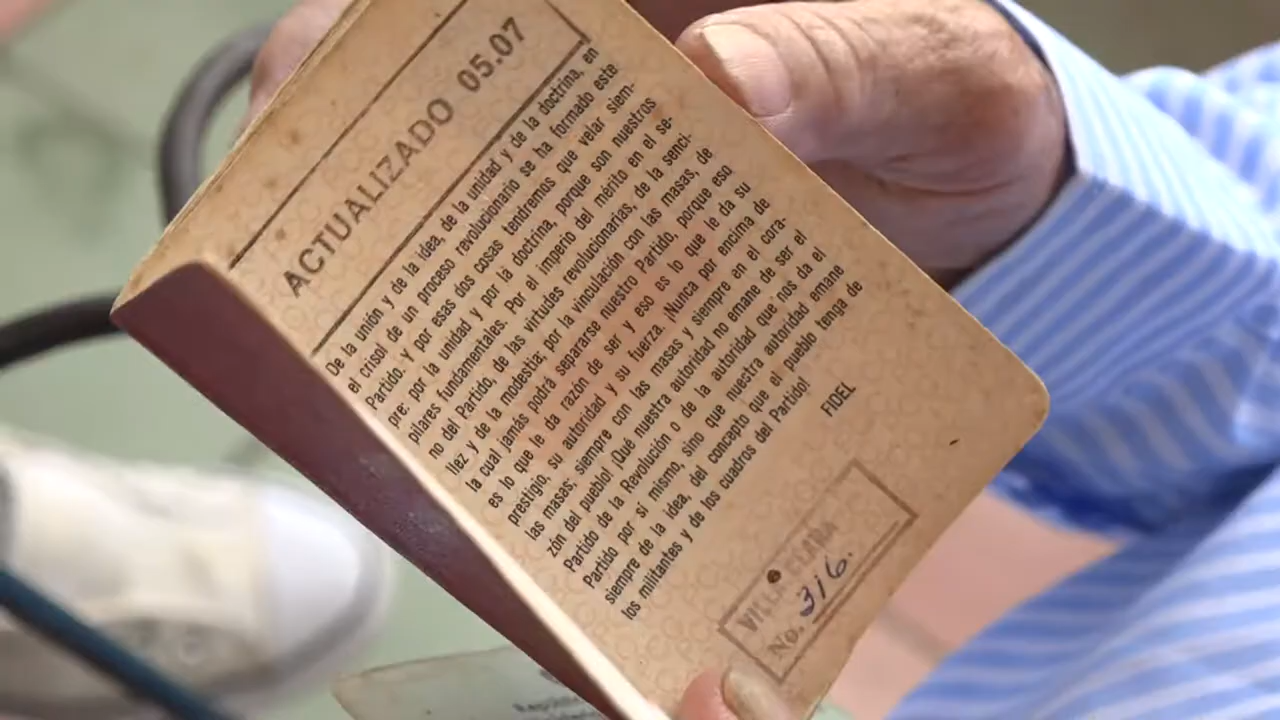 ACTUALIZADO 05.07
De la unión y de la idea, de la unidad y de la doctrina, en
el crisol de un proceso revolucionario se ha formado este
Partido. Y por esas dos cosas tendremos que velar siem-
pre: por la unidad y por la doctrina, porque son nuestros
pilares fundamentales. Por el imperio del mérito en el se-
no del Partido, de las virtudes revolucionarias, de la senci-
llez y de la modestia; por la vinculación con las masas, de
la cual jamás podrá separarse nuestro Partido, porque eso
es lo que le da razón de ser y eso es lo que le da su
prestigio, su autoridad y su fuerza. ¡Nunca por encima de
las masas; siempre con las masas y siempre en el cora-
zón del pueblo! ¡Qué nuestra autoridad no emane de ser el
Partido de la Revolución o de la autoridad que nos da el
Partido por sí mismo, sino que nuestra autoridad emane
siempre de la idea, del concepto que el pueblo tenga de
los militantes y de los cuadros del Partido!
FIDEL
VILLA CLARA
No. 316.